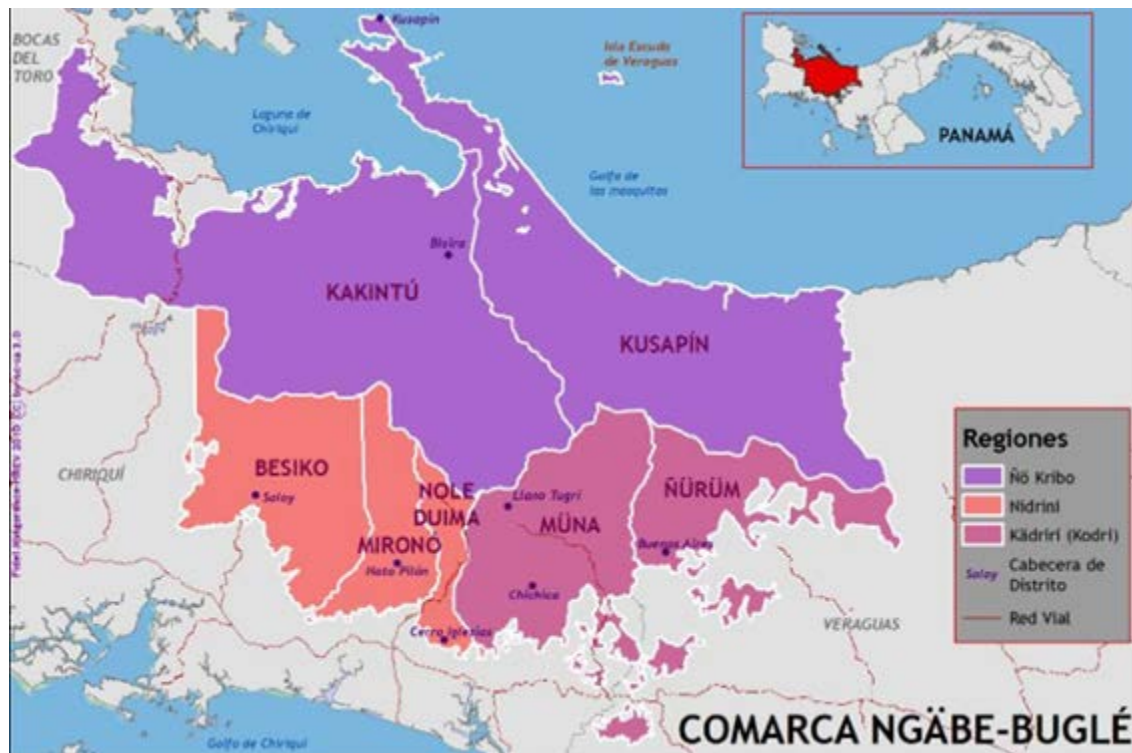 Kusapín
BOCAS
DEL
TORO
Isla Escudo
de Veraguas
Laguna de
Chiriquí
PANAMÁ
Golfo de
los mosquitos
Bisira
KAKINTÚ
KUSAPÍN
Regiones
Ñö Kribo
Nidrini
Kädriri (Kodri)
Soloy Cabecera de
Distrito
Red Vial
CHIRIQUÍ
BESIKO
Soloy
NOLE
DUIMA
MIRONÓ
Hato Pilón
Llano Tugrí
MÜNA
ÑÜRÜM
Buenos Aires
Chichica
Cerro Iglesias
VERAGUAS
Golfo de Chiriquí
COMARCA NGÄBE-BUGLÉ